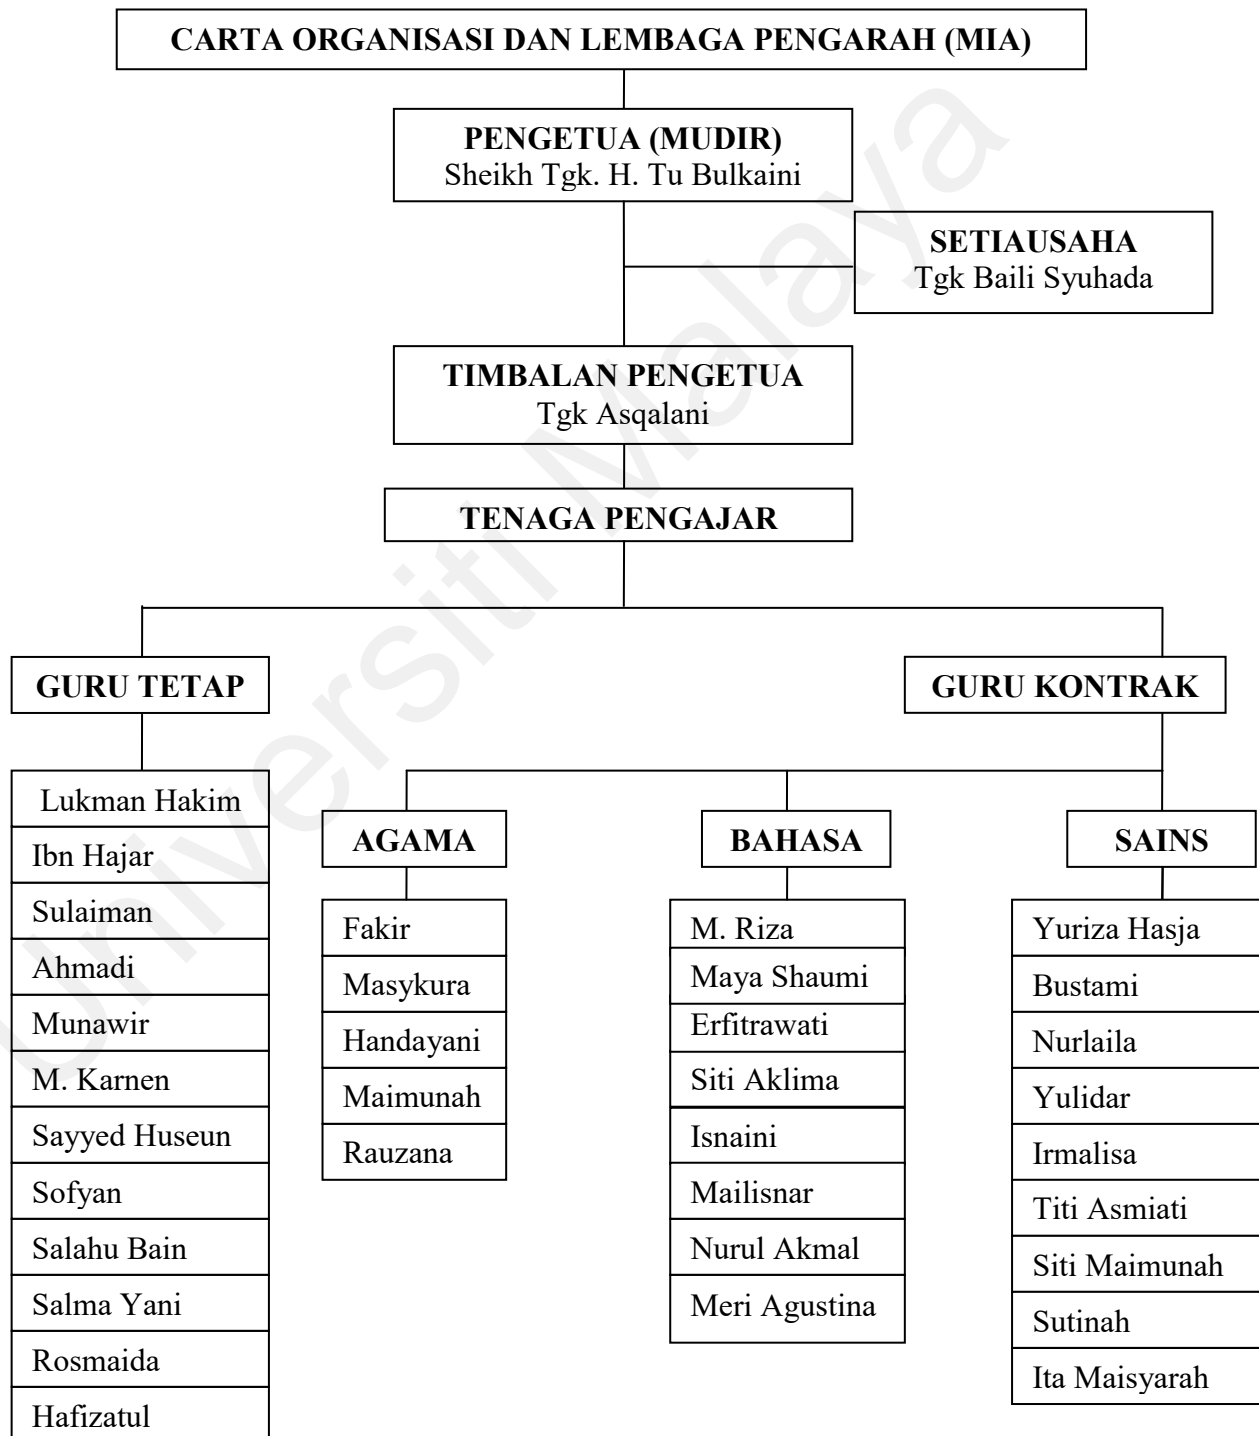 CARTA ORGANISASI DAN LEMBAGA PENGARAH (MIA)
PENGETUA (MUDIR)
Sheikh Tgk. H. Tu Bulkaini
SETIAUSAHA
Tgk Baili Syuhada
TIMBALAN PENGETUA
Tgk Asqalani
TENAGA PENGAJAR
GURU TETAP
Lukman Hakim
Ibn Hajar
Sulaiman
Ahmadi
Munawir
M. Karnen
Sayyed Huseun
Sofyan
Salahu Bain
Salma Yani
Rosmaida
Hafizatul
GURU KONTRAK
AGAMA
Fakir
Masykura
Handayani
Maimunah
Rauzana
BAHASA
M. Riza
Maya Shaumi
Erfitrawati
Siti Aklima
Isnaini
Mailisnar
Nurul Akmal
Meri Agustina
SAINS
Yuriza Hasja
Bustami
Nurlaila
Yulidar
Irmalisa
Titi Asmiati
Siti Maimunah
Sutinah
Ita Maisyarah
Universiti Malaya